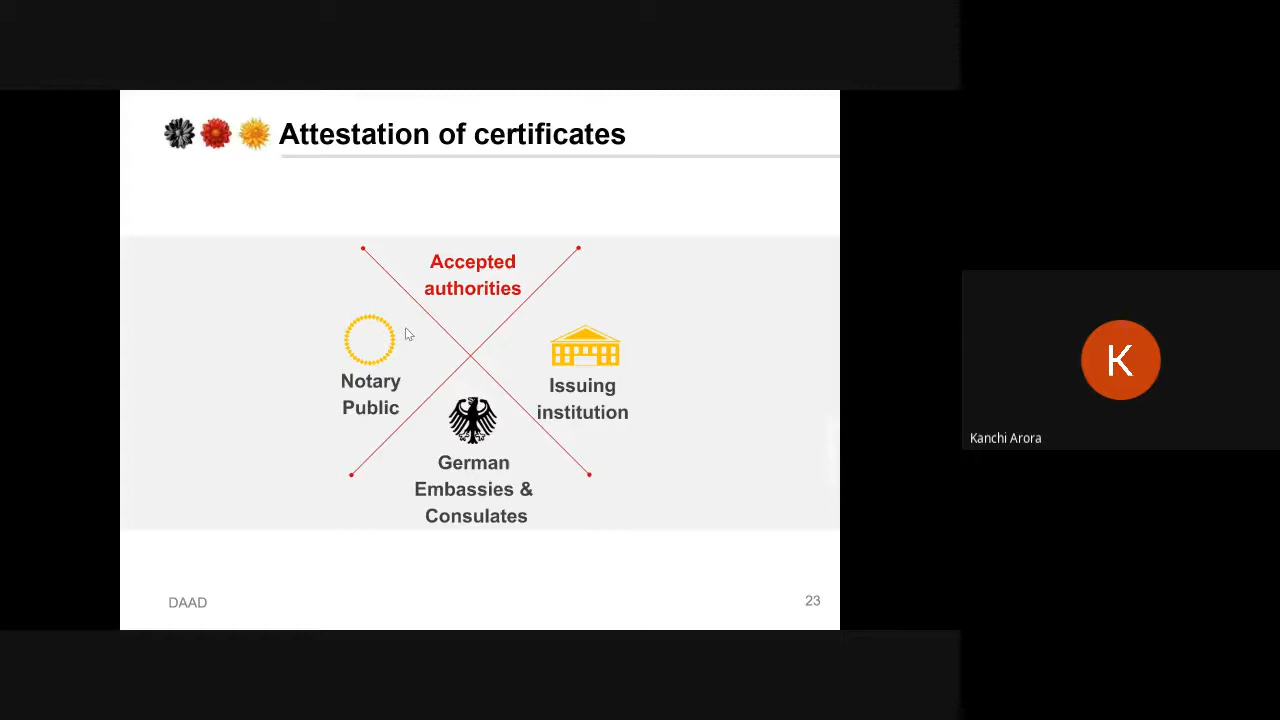 Attestation of certificates
Accepted
authorities
Notary
Public
Issuing
institution
German
Embassies &
Consulates
DAAD
23
K
Kanchi Arora